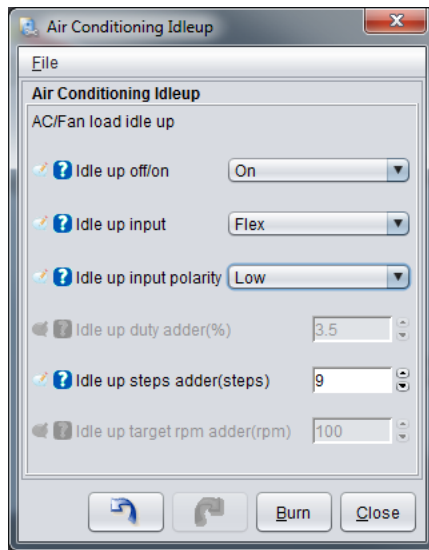 Air Conditioning Idleup
File
Air Conditioning Idleup
AC/Fan load idle up
Idle up off/on On
Idle up input Flex
Idle up input polarity Low
Idle up duty adder(%) 3.5
Idle up steps adder(steps) 9
Idle up target rpm adder(rpm) 100
Burn Close